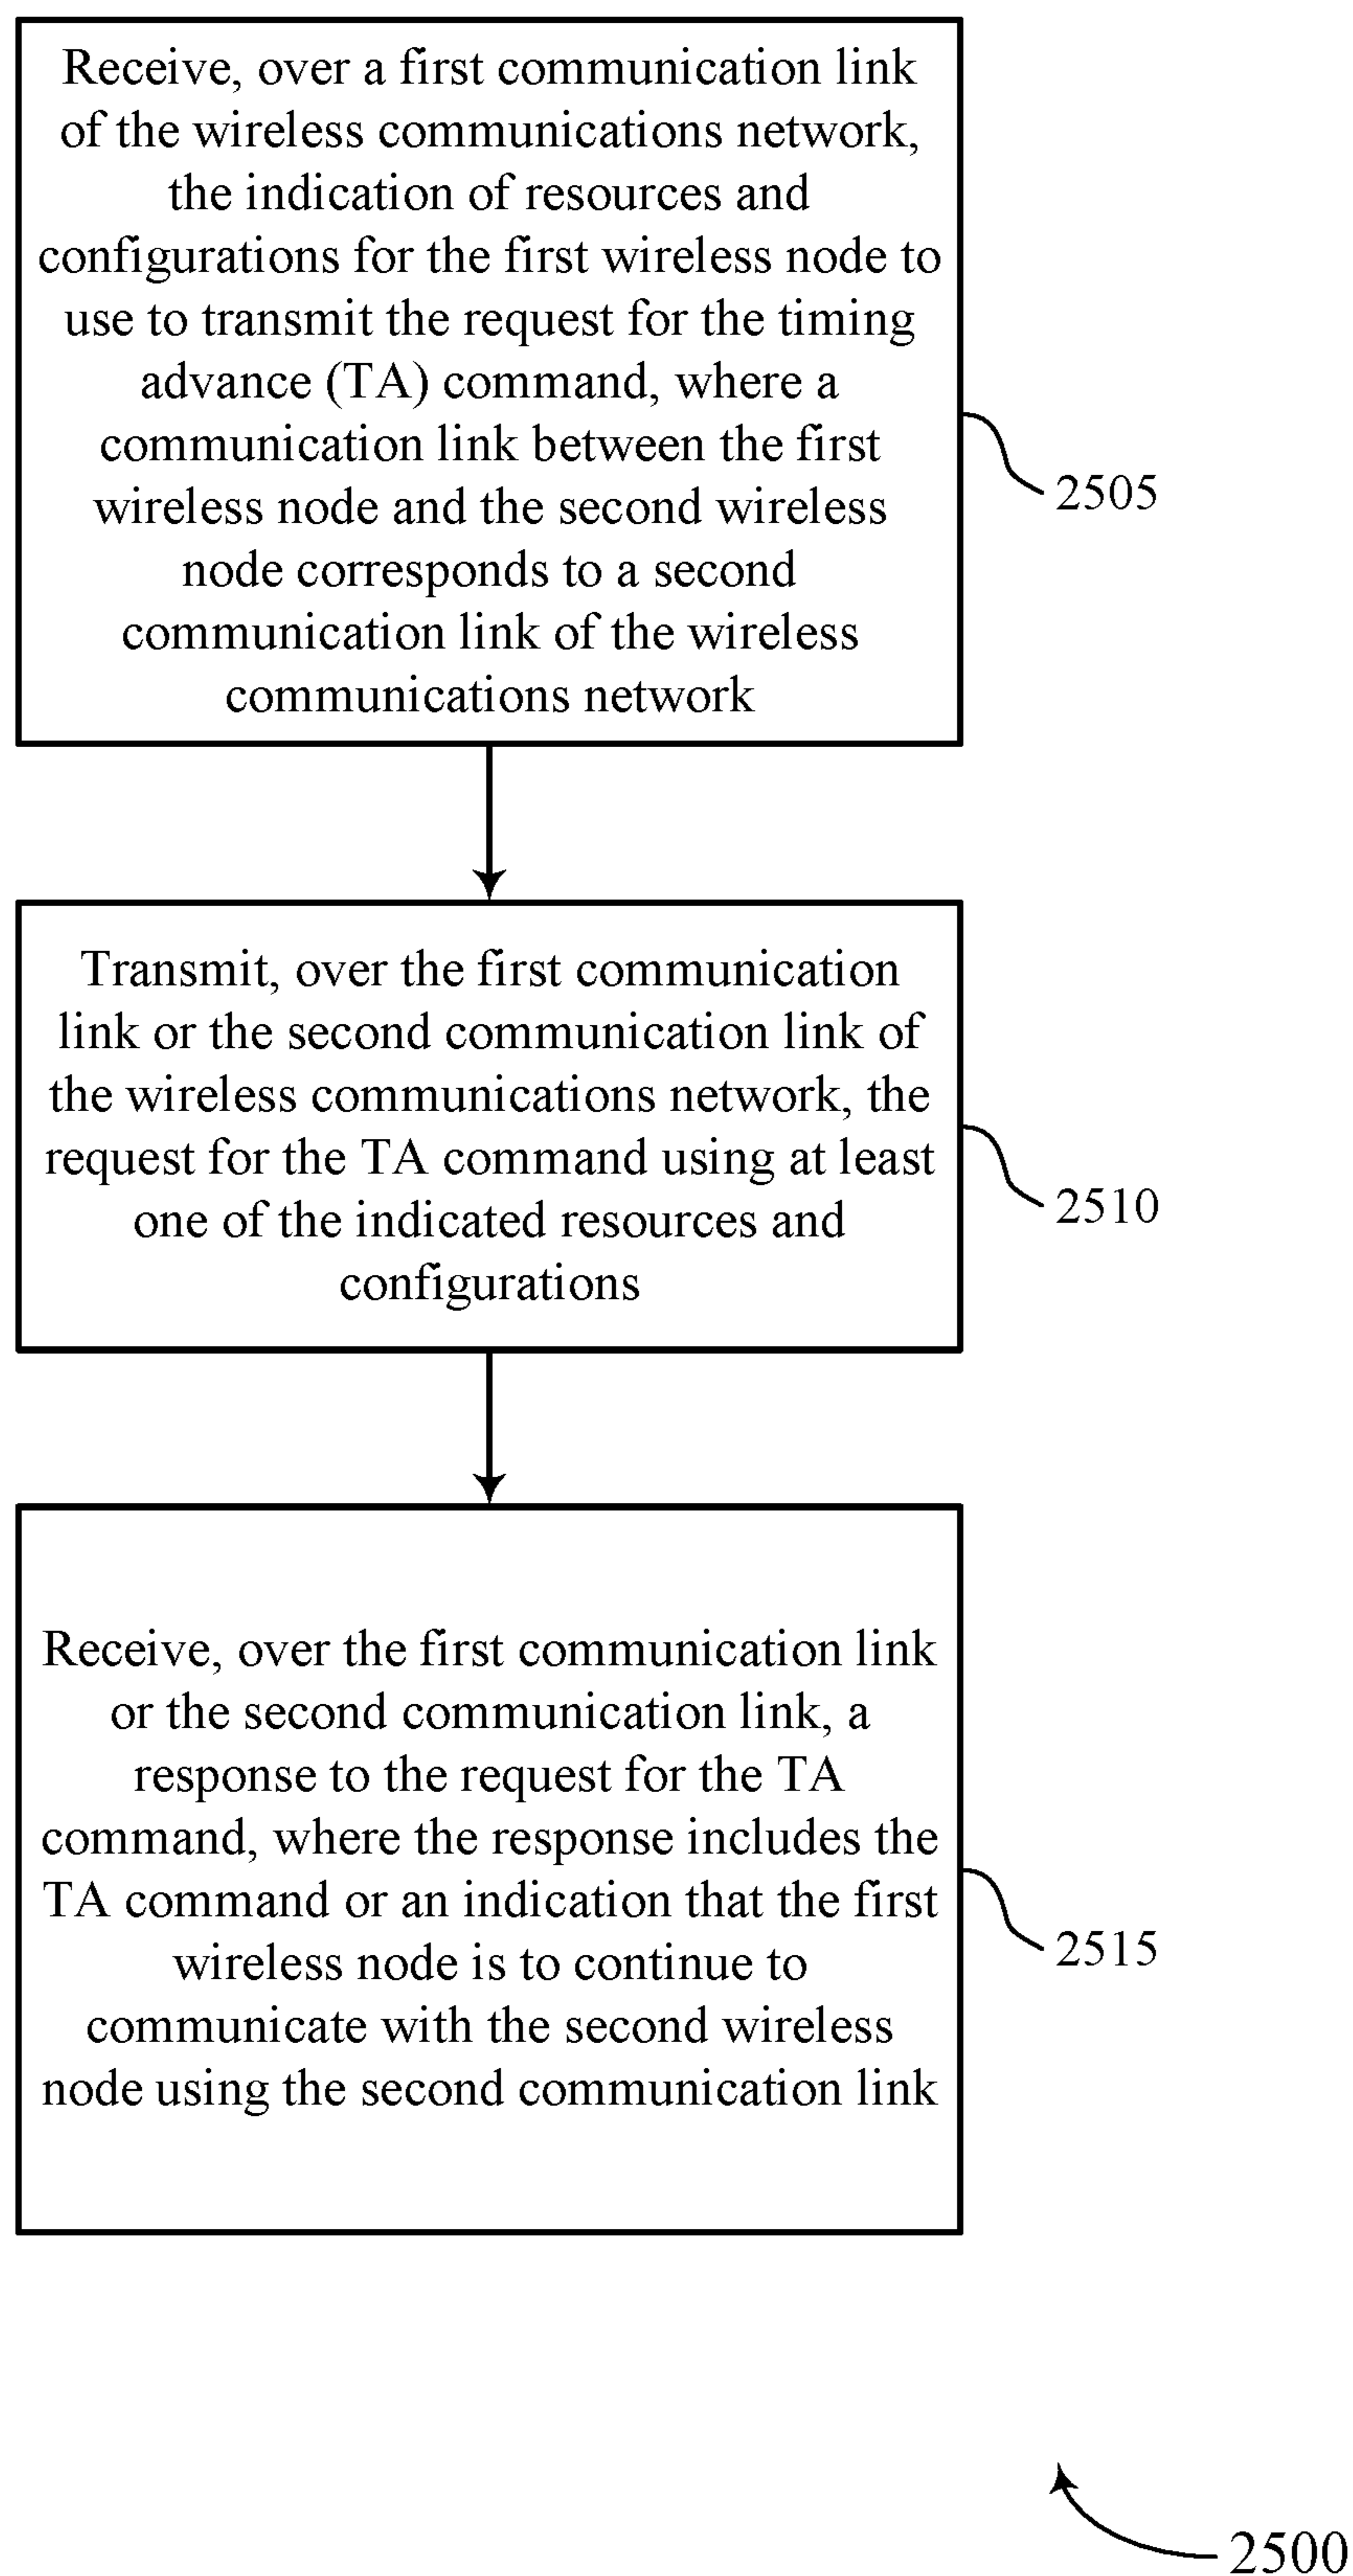 Receive, over a first communication link
of the wireless communications network,
the indication of resources and
configurations for the first wireless node to
use to transmit the request for the timing
advance (TA) command, where a
communication link between the first
wireless node and the second wireless
node corresponds to a second
communication link of the wireless
communications network
2505
Transmit, over the first communication
link or the second communication link of
the wireless communications network, the
request for the TA command using at least
one of the indicated resources and
configurations
2510
Receive, over the first communication link
or the second communication link, a
response to the request for the TA
command, where the response includes the
TA command or an indication that the first
wireless node is to continue to
communicate with the second wireless
node using the second communication link
2515
2500